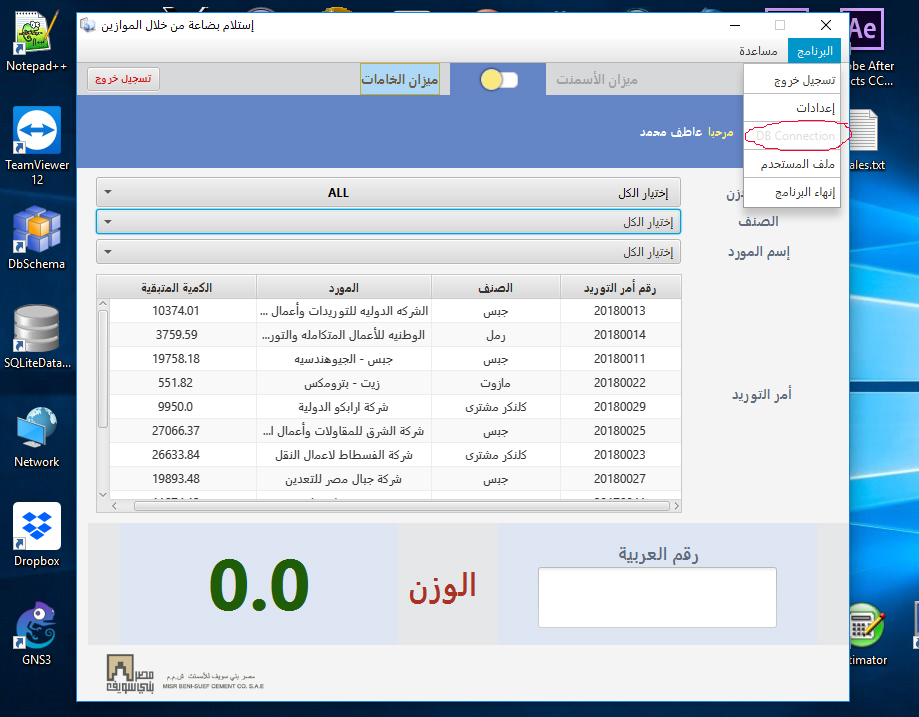 Notepad++
TeamViewer
12
DbSchema
SQLiteData...
Network
Dropbox
GNS3
إستلام بضاعة من خلال الموازين
البرنامج
مساعدة
تسجيل خروج
ميزان الخامات
ميزان الأسمنت
تسجيل خروج
إعدادات
DB Connection
ملف المستخدم
إنهاء البرنامج
مرحبا عاطف محمد
إختيار الكل
ALL
الصنف
إختيار الكل
إسم المورد
إختيار الكل
رقم أمر التوريد
الصنف
المورد
الكمية المتبقية
20180013
جبس
الشركه الدوليه للتوريدات وأعمال ...
10374.01
20180014
رمل
الوطنيه للأعمال المتكامله والتور...
3759.59
20180011
جبس
جبس - الجيوهندسيه
19758.18
20180022
مازوت
زيت - بترومكس
551.82
20180029
كلنكر مشترى
شركة ارابكو الدولية
9950.0
20180025
جبس
شركة الشرق للمقاولات وأعمال ا...
27066.37
20180023
كلنكر مشترى
شركة الفسطاط لاعمال النقل
26633.84
20180027
جبس
شركة جبال مصر للتعدين
19893.48
أمر التوريد
رقم العربية
الوزن
0.0
مصر
بني سويف
مصر بني سويف للأسمنت ش.م.م
MISR BENI-SUEF CEMENT CO. S.A.E
Ae
be After
cts CC...
ales.txt
timator